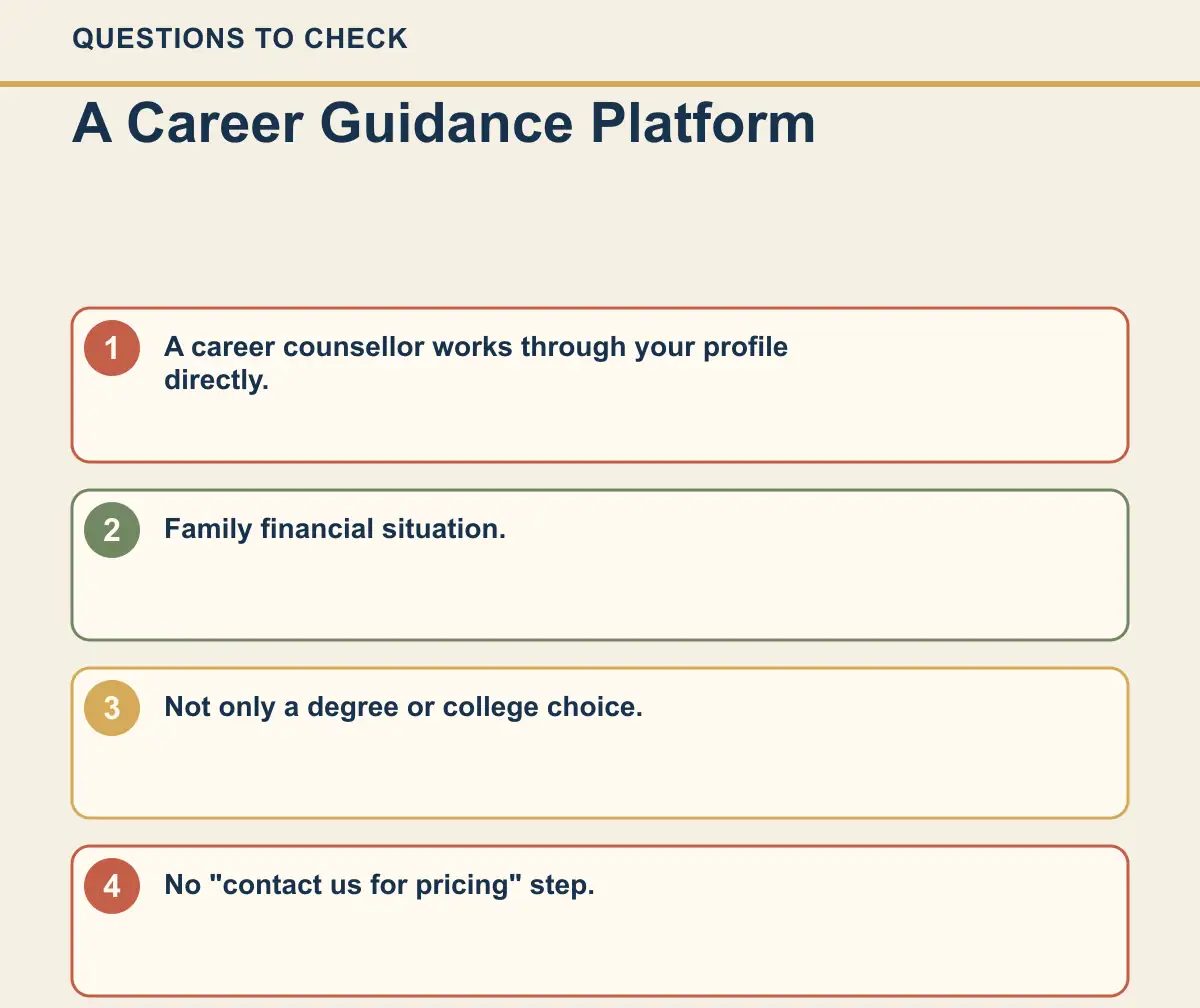 QUESTIONS TO CHECK
A Career Guidance Platform
1
A career counsellor works through your profile
directly.
2
Family financial situation.
3
Not only a degree or college choice.
4
No "contact us for pricing" step.